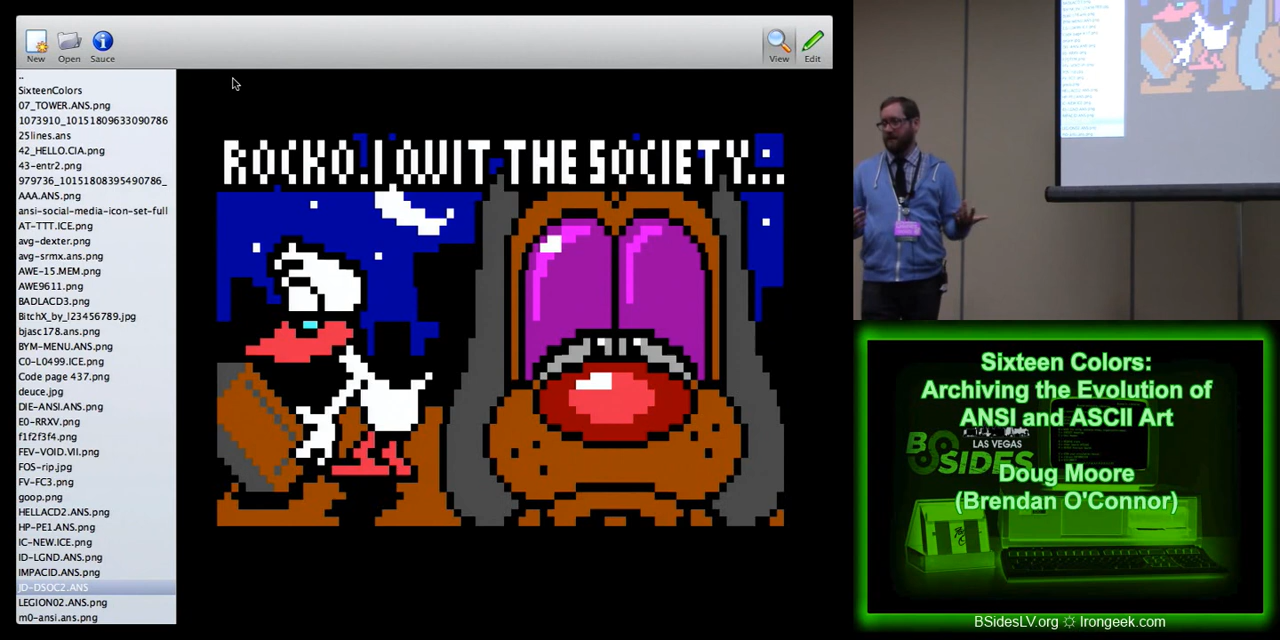 New
Open
Sauce
View
Edit
..
SixteenColors
07_TOWER.ANS.png
1073910_10151809633090786
25lines.ans
42_HELLO.CIA.png
43-entr2.png
979736_1015180839549​0786_
AAA.ANS.png
ansi-social-media-icon-set-full
AT-TTT.ICE.png
avg-dexter.png
avg-srmx.ans.png
AWE-15.MEM.png
AWE9611.png
BADLACD3.png
BitchX_by_l23456789.jpg
bjasc178.ans.png
BYM-MENU.ANS.png
C0-L0499.ICE.png
Code page 437.png
deuce.jpg
DIE-ANSI.ANS.png
E0-RRXV.png
f1f2f3f4.png
FEV-VOID.VII.png
FOS-rip.jpg
FV-FC3.png
goop.png
HELLACD2.ANS.png
HP-PE1.ANS.png
IC-NEW.ICE.png
ID-LGND.ANS.png
IMPACID.ANS.png
JD-DSOC2.ANS
LEGION02.ANS.png
m0-ansi.ans.png
ROCKO.I QUIT THE SOCIETY...
Sixteen Colors:
Archiving the Evolution of
ANSI and ASCII Art
LAS VEGAS
BSIDES
Doug Moore
(Brendan O'Connor)
BSidesLV.org ☼ Irongeek.com